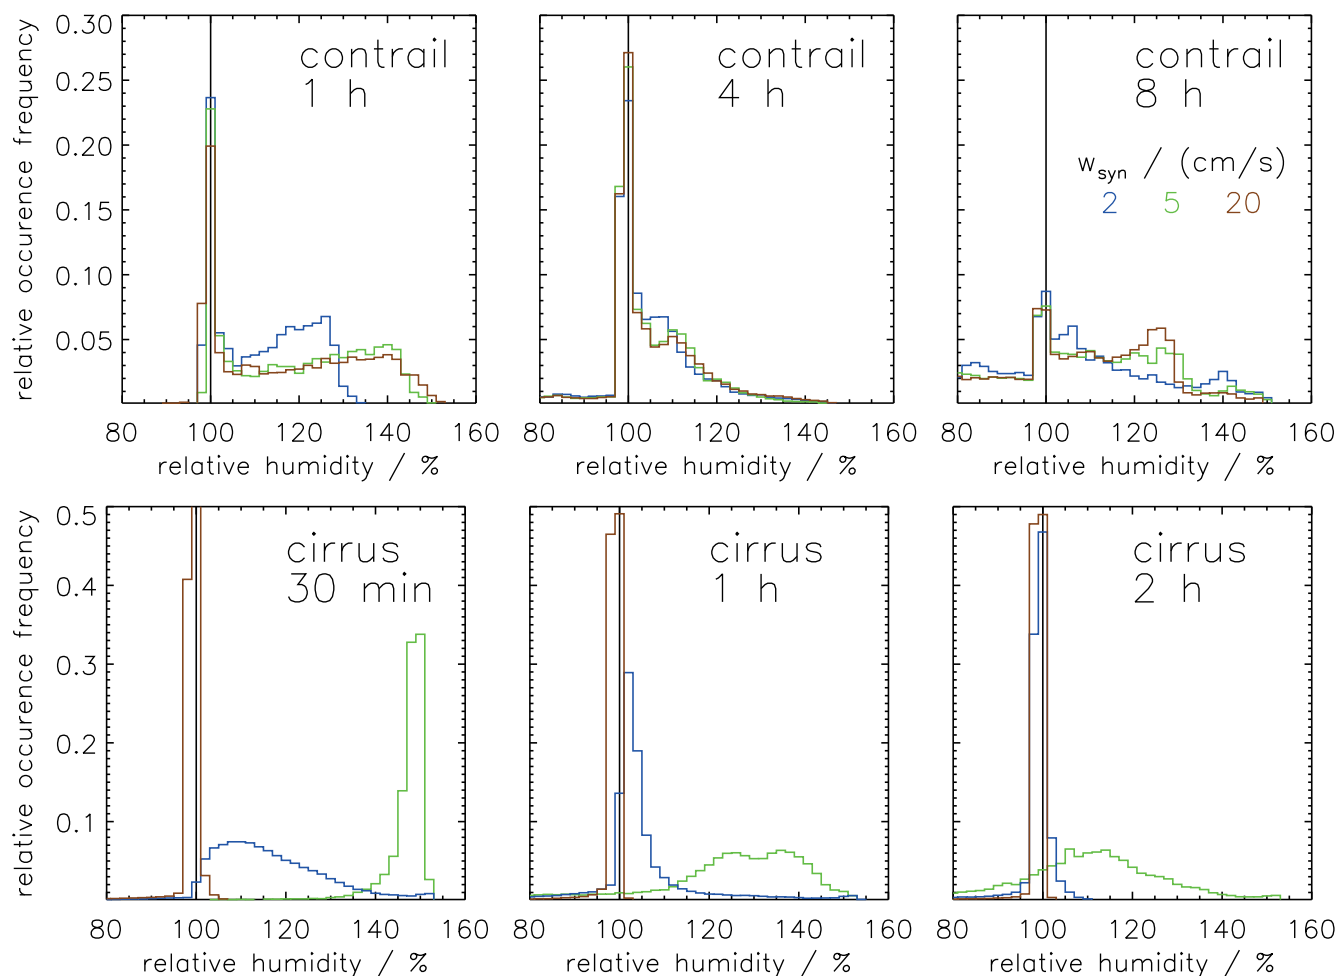 0.30
0.25
0.20
0.15
0.10
0.05
relative occurence frequency
contrail
1 h
80 100 120 140 160
relative humidity / %
contrail
4 h
80 100 120 140 160
relative humidity / %
contrail
8 h
w_syn / (cm/s)
2 5 20
80 100 120 140 160
relative humidity / %
0.5
0.4
0.3
0.2
0.1
relative occurence frequency
cirrus
30 min
80 100 120 140 160
relative humidity / %
cirrus
1 h
80 100 120 140 160
relative humidity / %
cirrus
2 h
80 100 120 140 160
relative humidity / %